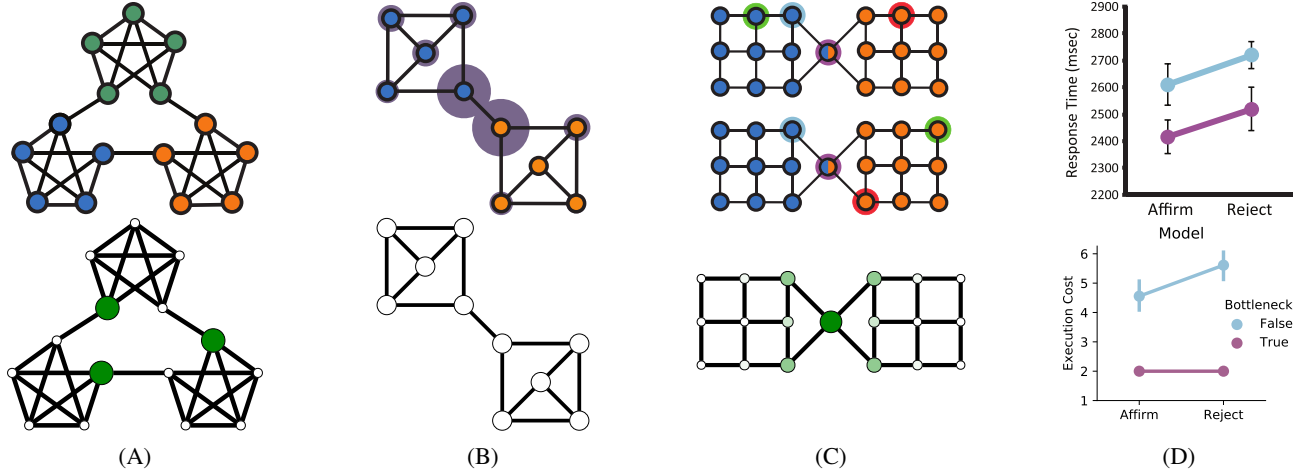 2900
2800
2700
2600
2500
2400
2300
2200
Response Time (msec)
Affirm Reject
Model
6
5
4
3
2
1
Execution Cost
Bottleneck
False
True
Affirm Reject
(A) (B) (C) (D)